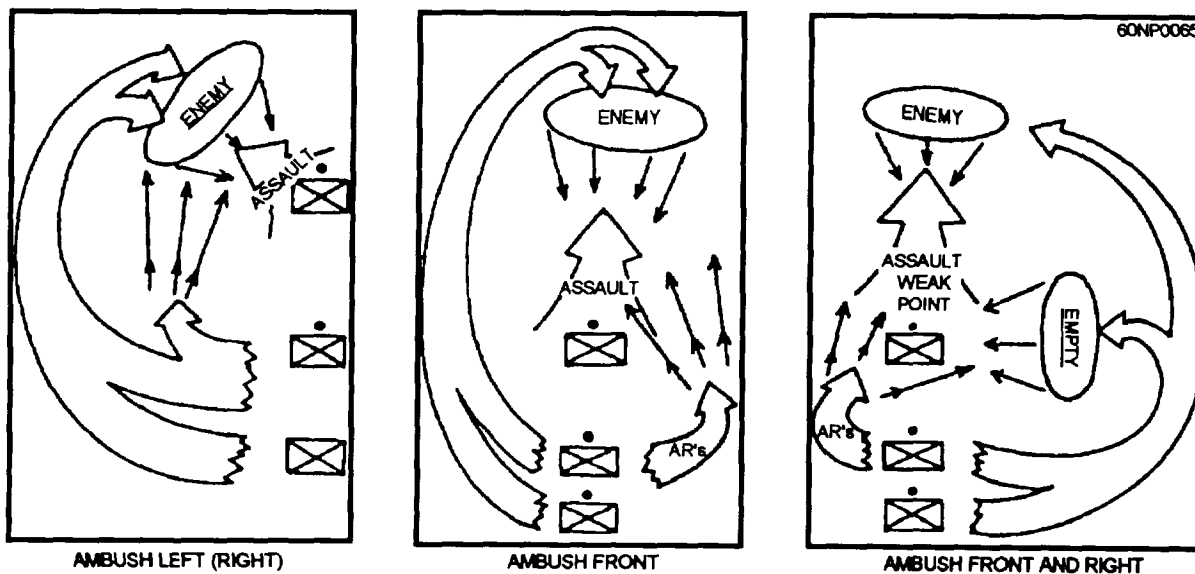 60NP0065
ENEMY
ASSAULT
AMBUSH LEFT (RIGHT)
ENEMY
ASSAULT
AR's
AMBUSH FRONT
ENEMY
ASSAULT
WEAK
POINT
EMPTY
AR's
AMBUSH FRONT AND RIGHT